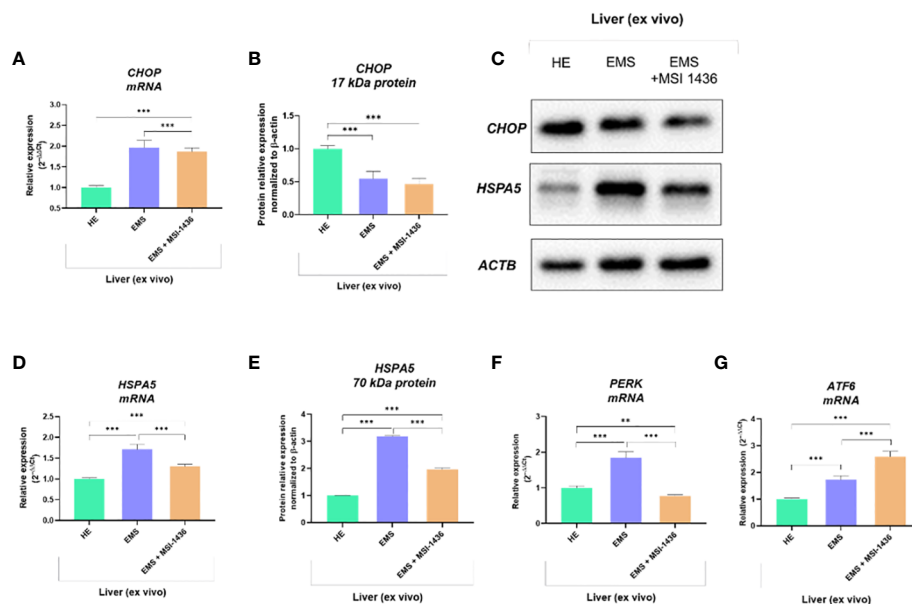 Liver (ex vivo)
A
CHOP
mRNA
Relative expression
(2^-ΔΔCt)
2.5
2.0
1.5
1.0
0.5
***
***
HE
EMS
EMS + MSI-1436
Liver (ex vivo)
B
CHOP
17 kDa protein
Protein relative expression
normalized to β-actin
1.5
1.0
0.5
0.0
***
***
HE
EMS
EMS + MSI-1436
Liver (ex vivo)
C
HE
EMS
EMS
+MSI 1436
CHOP
HSPA5
ACTB
D
HSPA5
mRNA
Relative expression
(2^-ΔΔCt)
2.5
2.0
1.5
1.0
0.5
0.0
***
***
***
HE
EMS
EMS + MSI-1436
Liver (ex vivo)
E
HSPA5
70 kDa protein
Protein relative expression
normalized to β-actin
4
3
2
1
0
***
***
***
HE
EMS
EMS + MSI-1436
Liver (ex vivo)
F
PERK
mRNA
Relative expression
(2^-ΔΔCt)
3
2
1
0
**
***
***
HE
EMS
EMS + MSI-1436
Liver (ex vivo)
G
ATF6
mRNA
Relative expression (2^-ΔΔCt)
4
3
2
1
0
***
***
***
HE
EMS
EMS + MSI-1436
Liver (ex vivo)